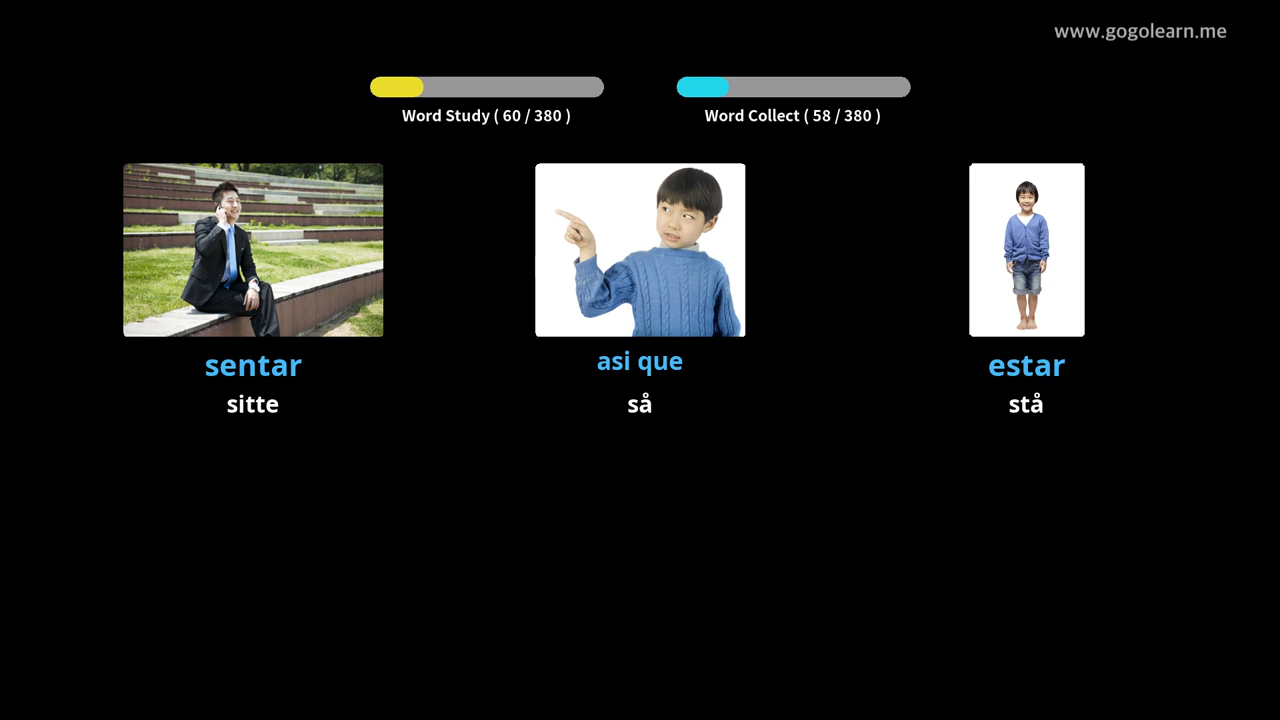 www.gogolearn.me
Word Study ( 60 / 380 )
Word Collect ( 58 / 380 )
sentar
sitte
asi que
så
estar
stå